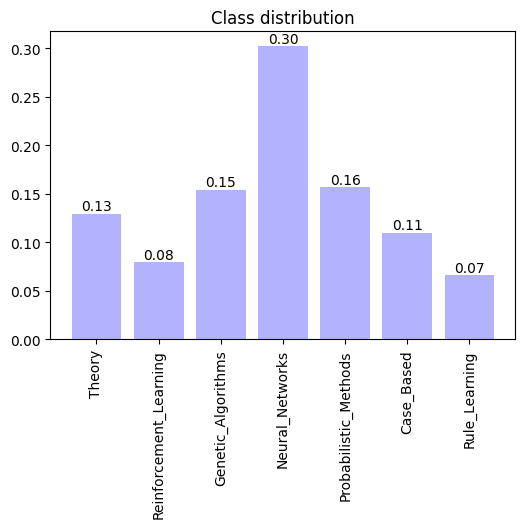 Class distribution
0.30
0.25
0.20
0.15
0.10
0.05
0.00
0.13
0.08
0.15
0.30
0.16
0.11
0.07
Theory
Reinforcement_Learning
Genetic_Algorithms
Neural_Networks
Probabilistic_Methods
Case_Based
Rule_Learning